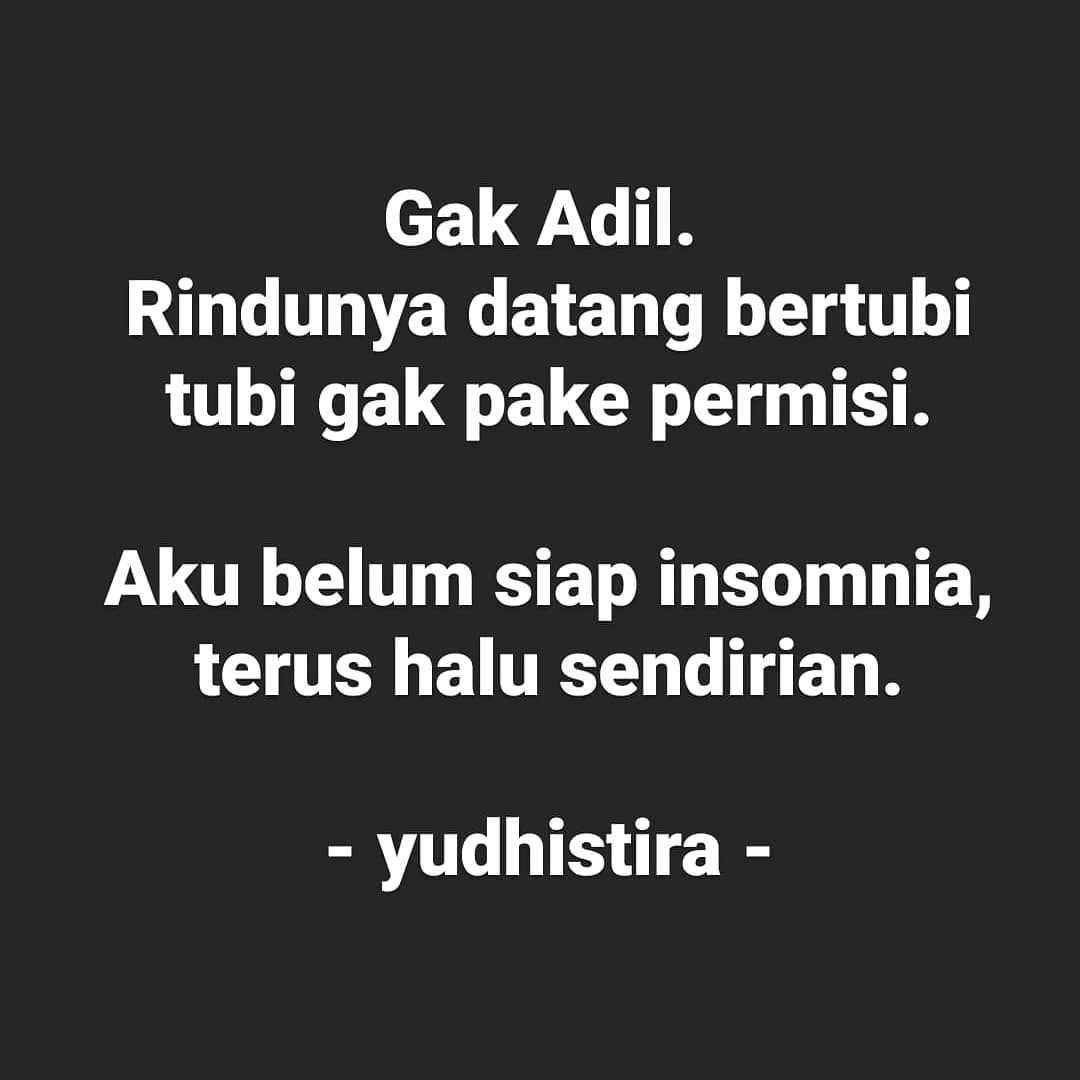 Gak Adil.
Rindunya datang bertubi
tubi gak pake permisi.
Aku belum siap insomnia,
terus halu sendirian.
- yudhistira -